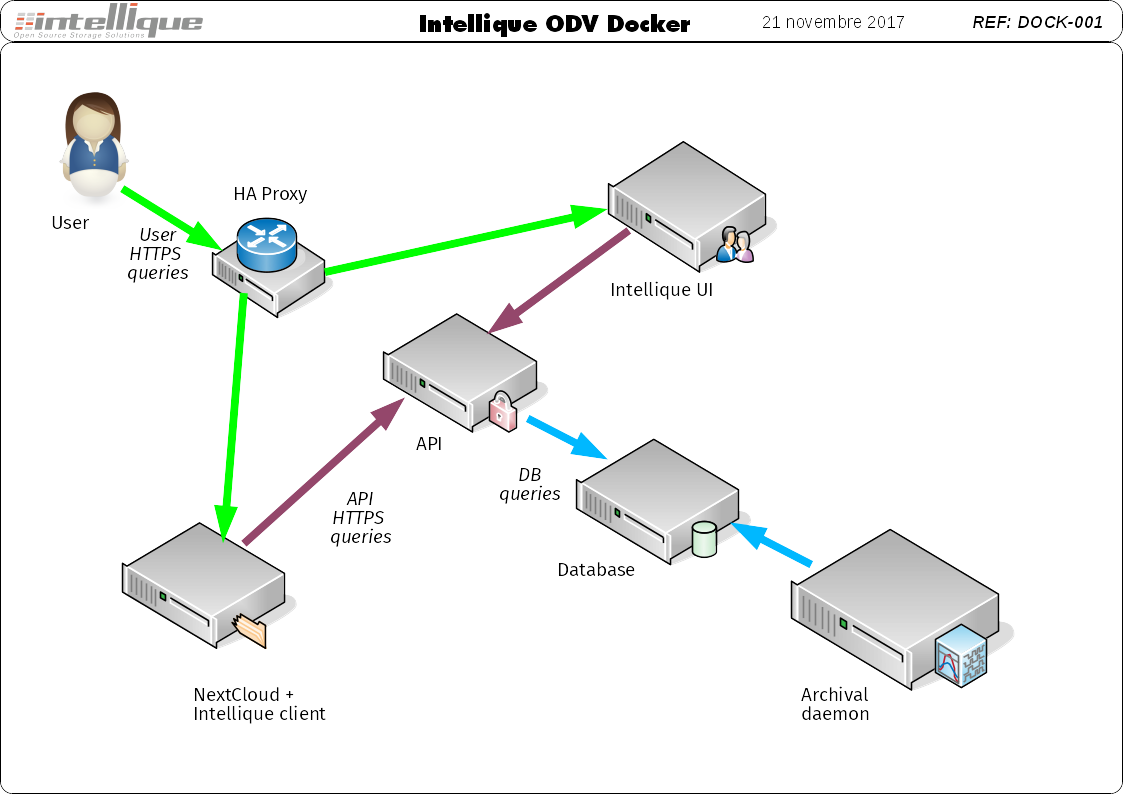 intellique
Open Source Storage Solutions
Intellique ODV Docker
21 novembre 2017
REF: DOCK-001
User
HA Proxy
User
HTTPS
queries
Intellique UI
API
API
HTTPS
queries
DB
queries
Database
NextCloud +
Intellique client
Archival
daemon